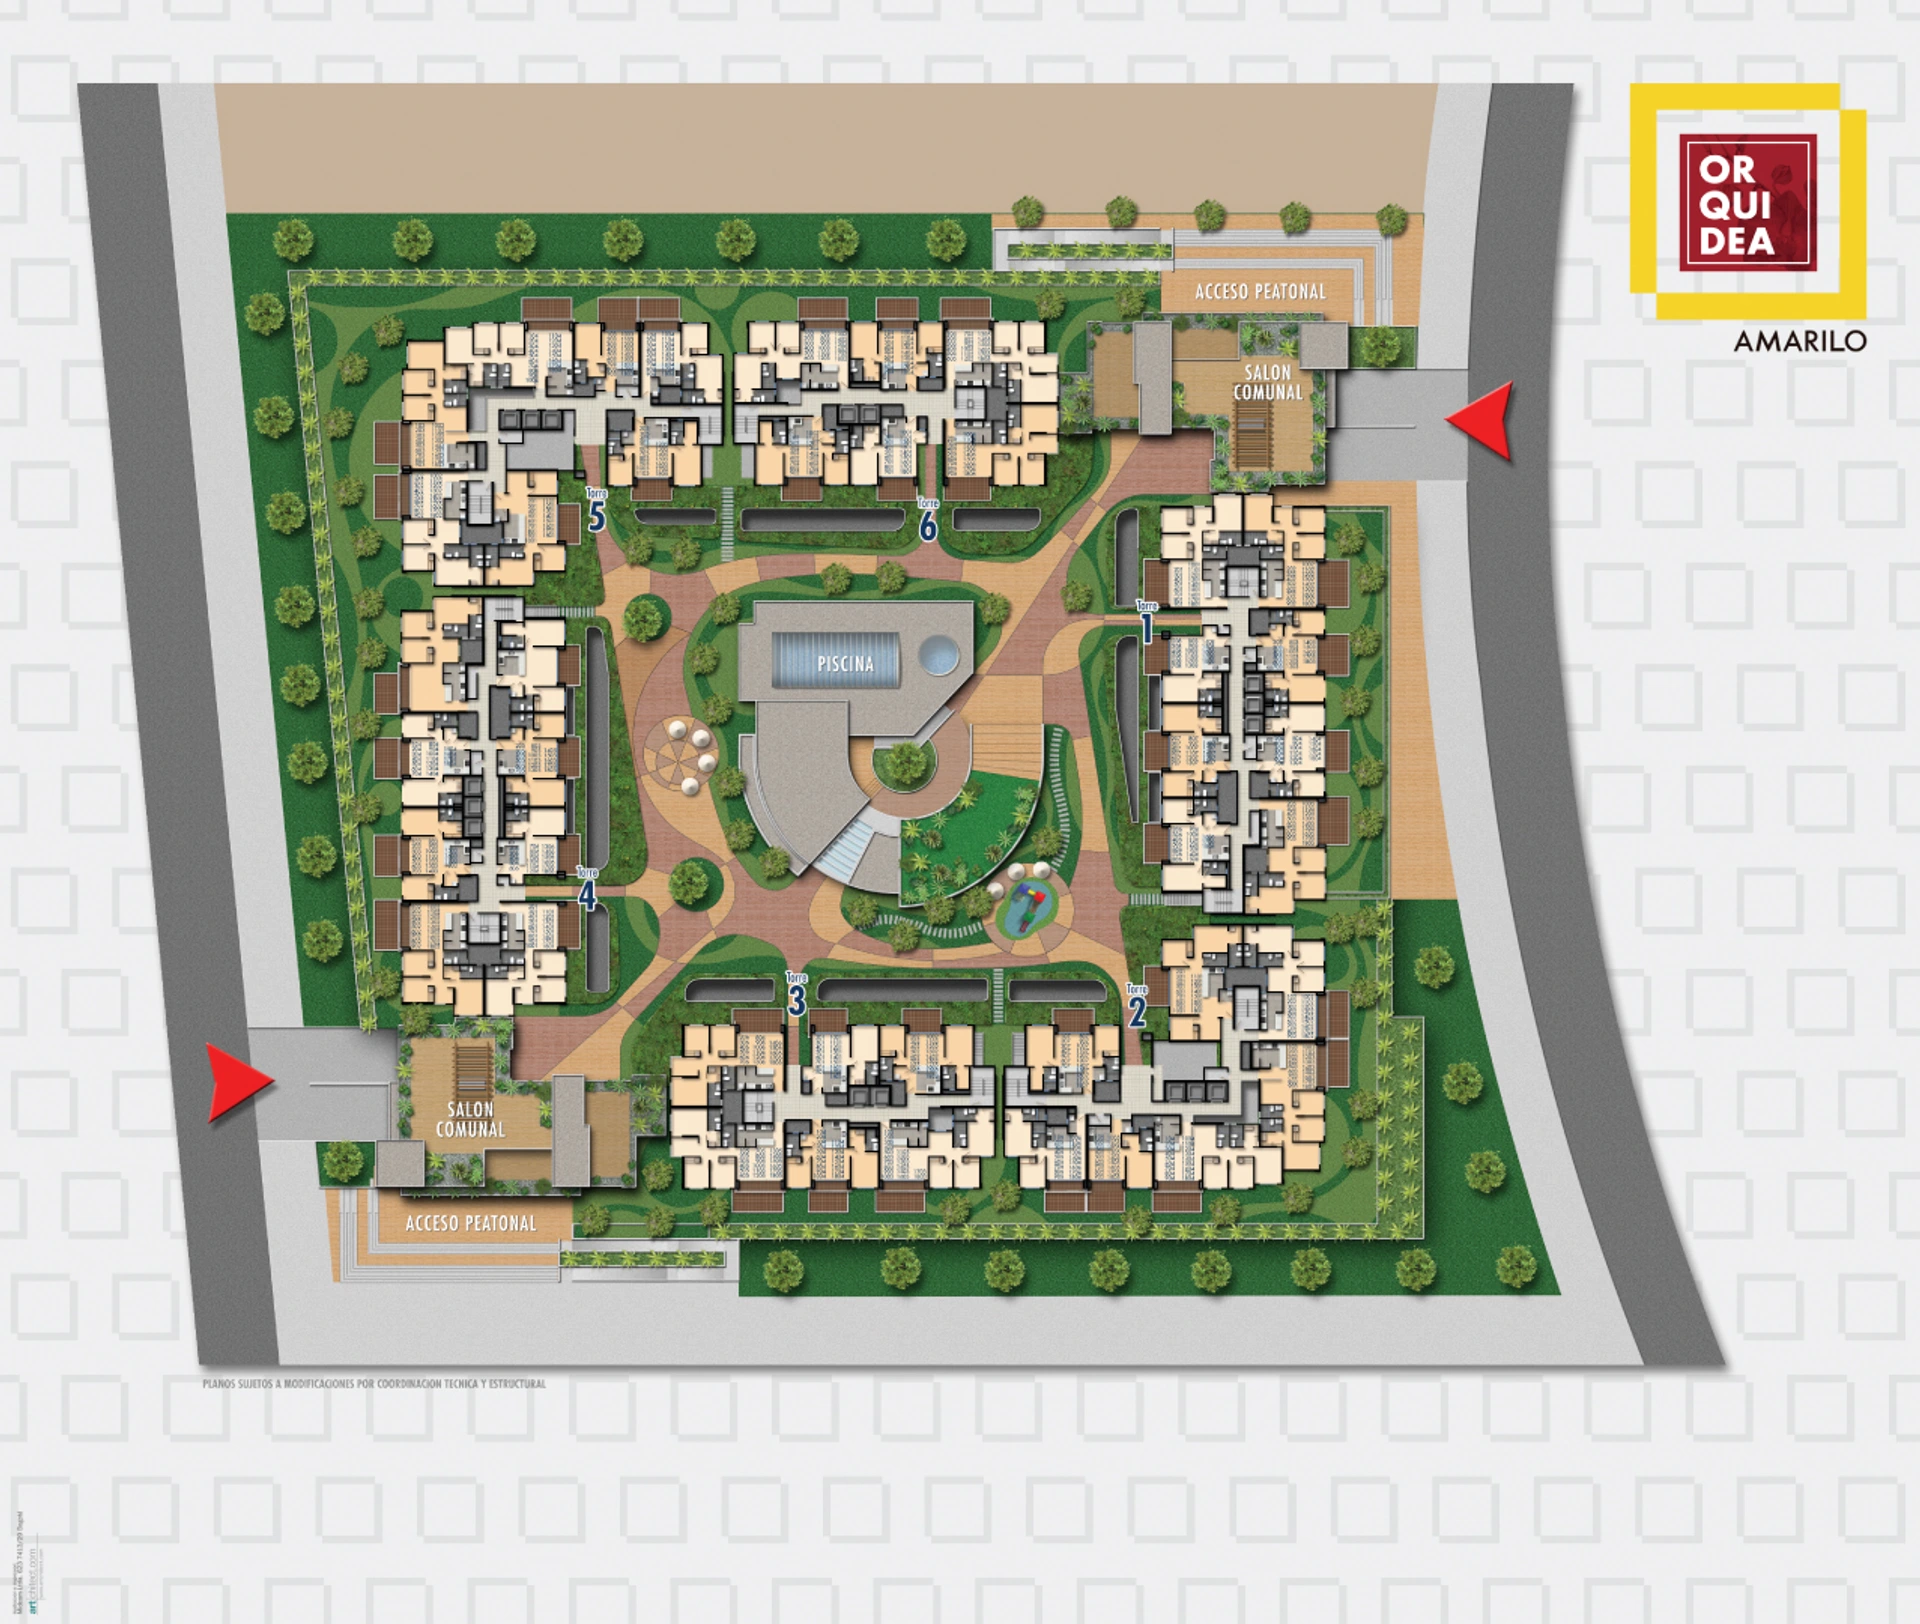 OR
QUI
DEA
AMARILO
ACCESO PEATONAL
SALON
COMUNAL
Torre
5
Torre
6
Torre
1
PISCINA
Torre
4
Torre
3
Torre
2
SALON
COMUNAL
ACCESO PEATONAL
PLANOS SUJETOS A MODIFICACIONES POR COORDINACION TECNICA Y ESTRUCTURAL